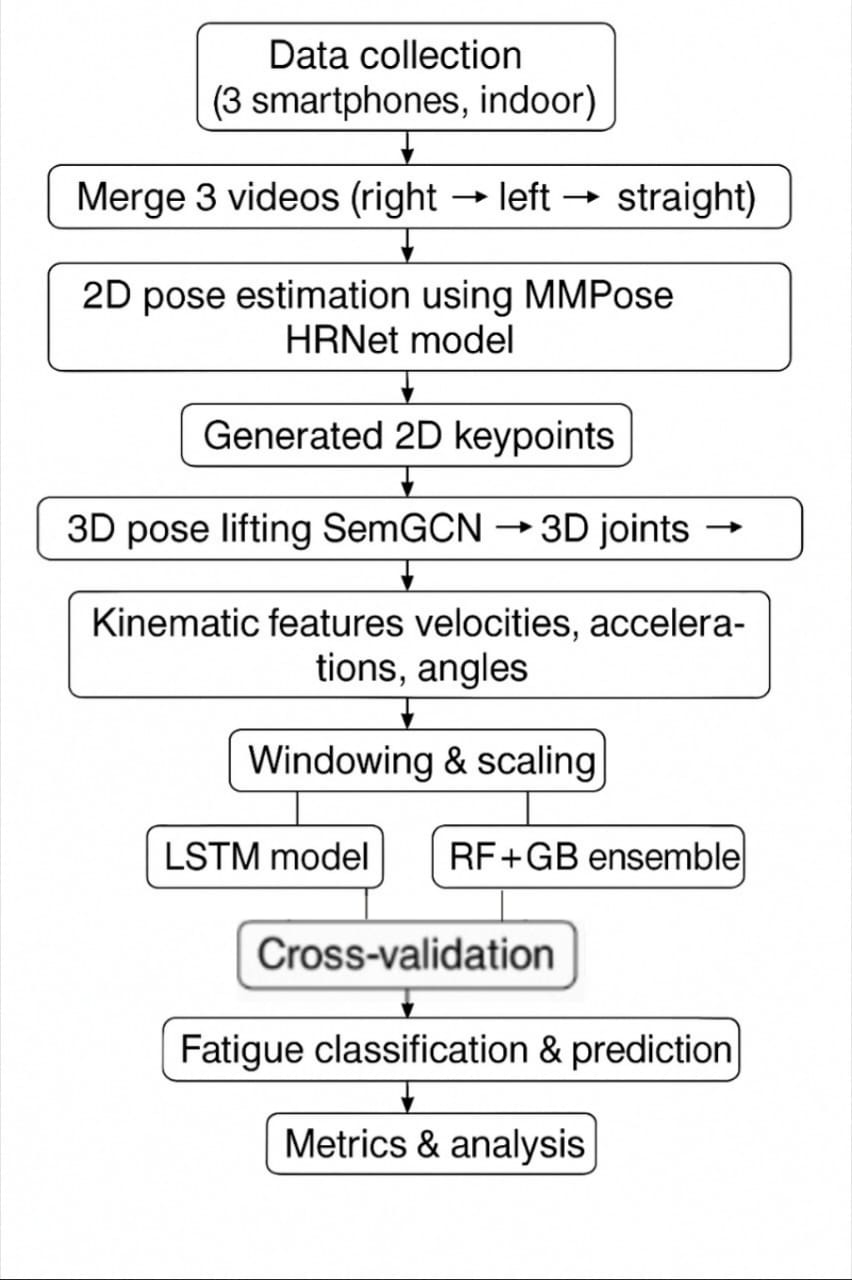 Data collection
(3 smartphones, indoor)
Merge 3 videos (right → left → straight)
2D pose estimation using MMPose
HRNet model
Generated 2D keypoints
3D pose lifting SemGCN → 3D joints →
Kinematic features velocities, accelera-
tions, angles
Windowing & scaling
LSTM model
RF+GB ensemble
Cross-validation
Fatigue classification & prediction
Metrics & analysis